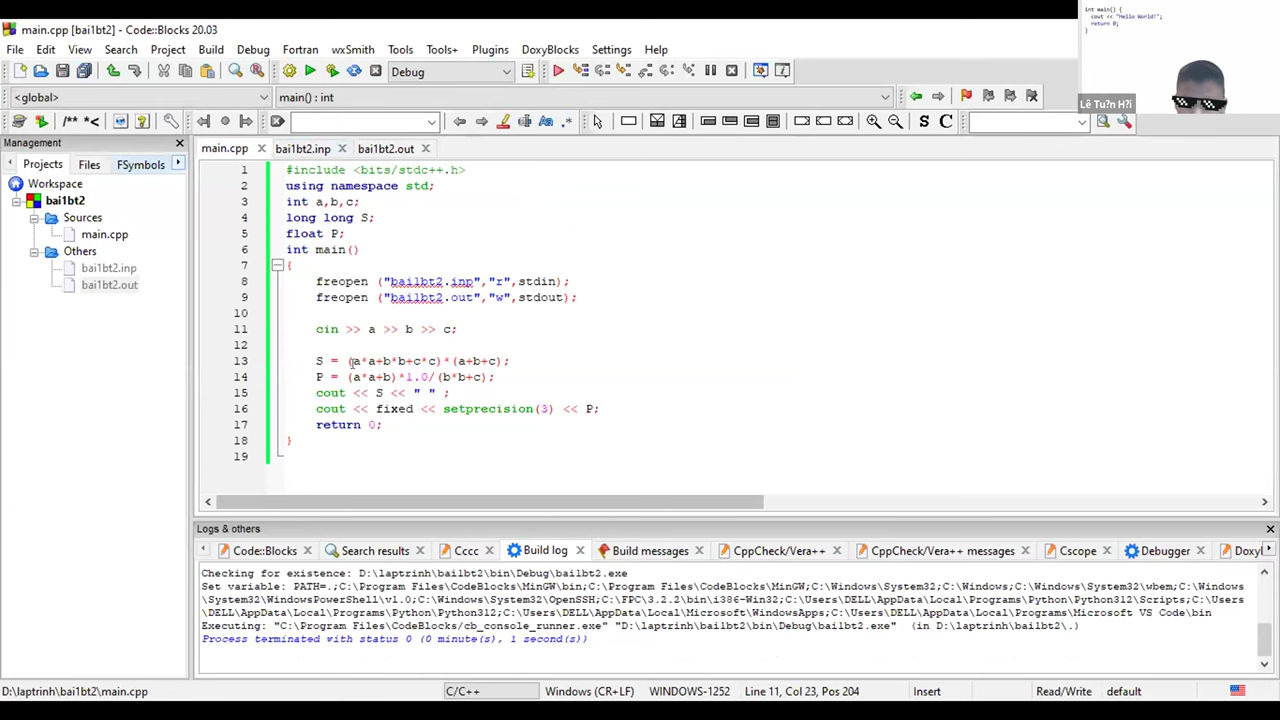 int main() {
cout << "Hello World!";
return 0;
}
Lê Tu?n H?i
main.cpp [bai1bt2] - Code::Blocks 20.03
File Edit View Search Project Build Debug Fortran wxSmith Tools Tools+ Plugins DoxyBlocks Settings Help
Debug
<global> main() : int
/** *< Aa .* S C
Management
Projects Files FSymbols
Workspace
bai1bt2
Sources
main.cpp
Others
bai1bt2.inp
bai1bt2.out
main.cpp bai1bt2.inp bai1bt2.out
1 #include <bits/stdc++.h>
2 using namespace std;
3 int a,b,c;
4 long long S;
5 float P;
6 int main()
7 {
8 freopen ("bai1bt2.inp","r",stdin);
9 freopen ("bai1bt2.out","w",stdout);
10
11 cin >> a >> b >> c;
12
13 S = (a*a+b*b+c*c)*(a+b+c);
14 P = (a*a+b)*1.0/(b*b+c);
15 cout << S << " " ;
16 cout << fixed << setprecision(3) << P;
17 return 0;
18 }
19
Logs & others
Code::Blocks Search results Cccc Build log Build messages CppCheck/Vera++ CppCheck/Vera++ messages Cscope Debugger Doxy
Checking for existence: D:\laptrinh\bai1bt2\bin\Debug\bai1bt2.exe
Set variable: PATH=.;C:\Program Files\CodeBlocks\MinGW\bin;C:\Program Files\CodeBlocks\MinGW;C:\Windows\System32;C:\Windows;C:\Windows\System32\wbem;C:\Windows
\System32\WindowsPowerShell\v1.0;C:\Windows\System32\OpenSSH;C:\FPC\3.2.2\bin\i386-Win32;C:\Users\DELL\AppData\Local\Programs\Python\Python312\Scripts;C:\Users
\DELL\AppData\Local\Programs\Python\Python312;C:\Users\DELL\AppData\Local\Microsoft\WindowsApps;C:\Users\DELL\AppData\Local\Programs\Microsoft VS Code\bin
Executing: "C:\Program Files\CodeBlocks/cb_console_runner.exe" "D:\laptrinh\bai1bt2\bin\Debug\bai1bt2.exe" (in D:\laptrinh\bai1bt2\.)
Process terminated with status 0 (0 minute(s), 1 second(s))
D:\laptrinh\bai1bt2\main.cpp C/C++ Windows (CR+LF) WINDOWS-1252 Line 11, Col 23, Pos 204 Insert Read/Write default